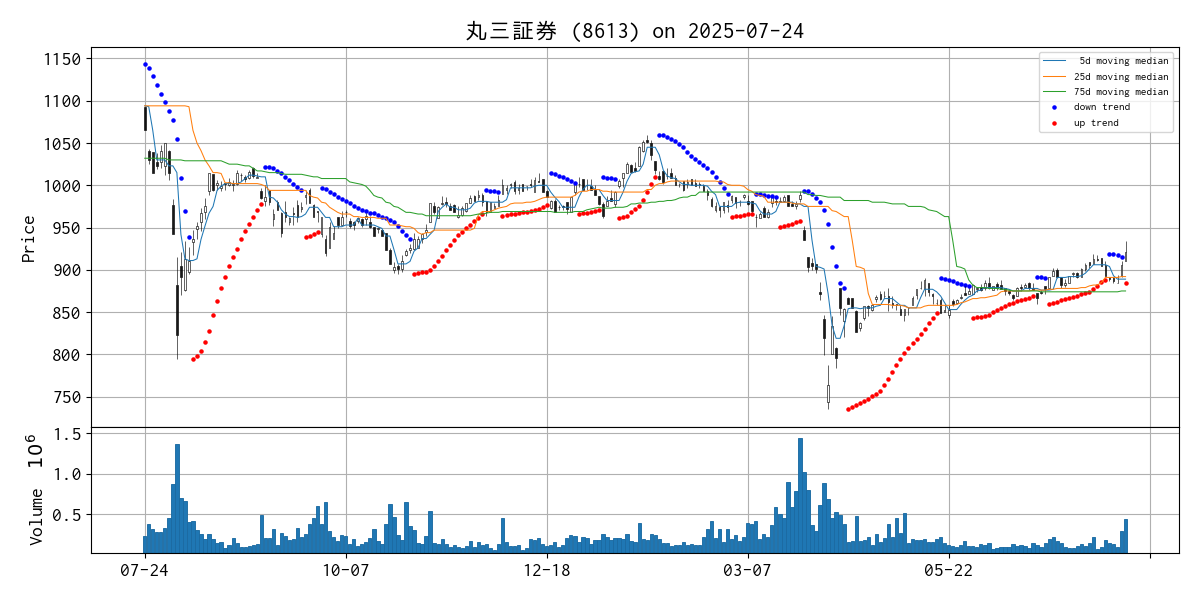 丸三証券 (8613) on 2025-07-24
5d moving median
25d moving median
75d moving median
down trend
up trend
Price
1150
1100
1050
1000
950
900
850
800
750
Volume 10^6
1.5
1.0
0.5
07-24
10-07
12-18
03-07
05-22